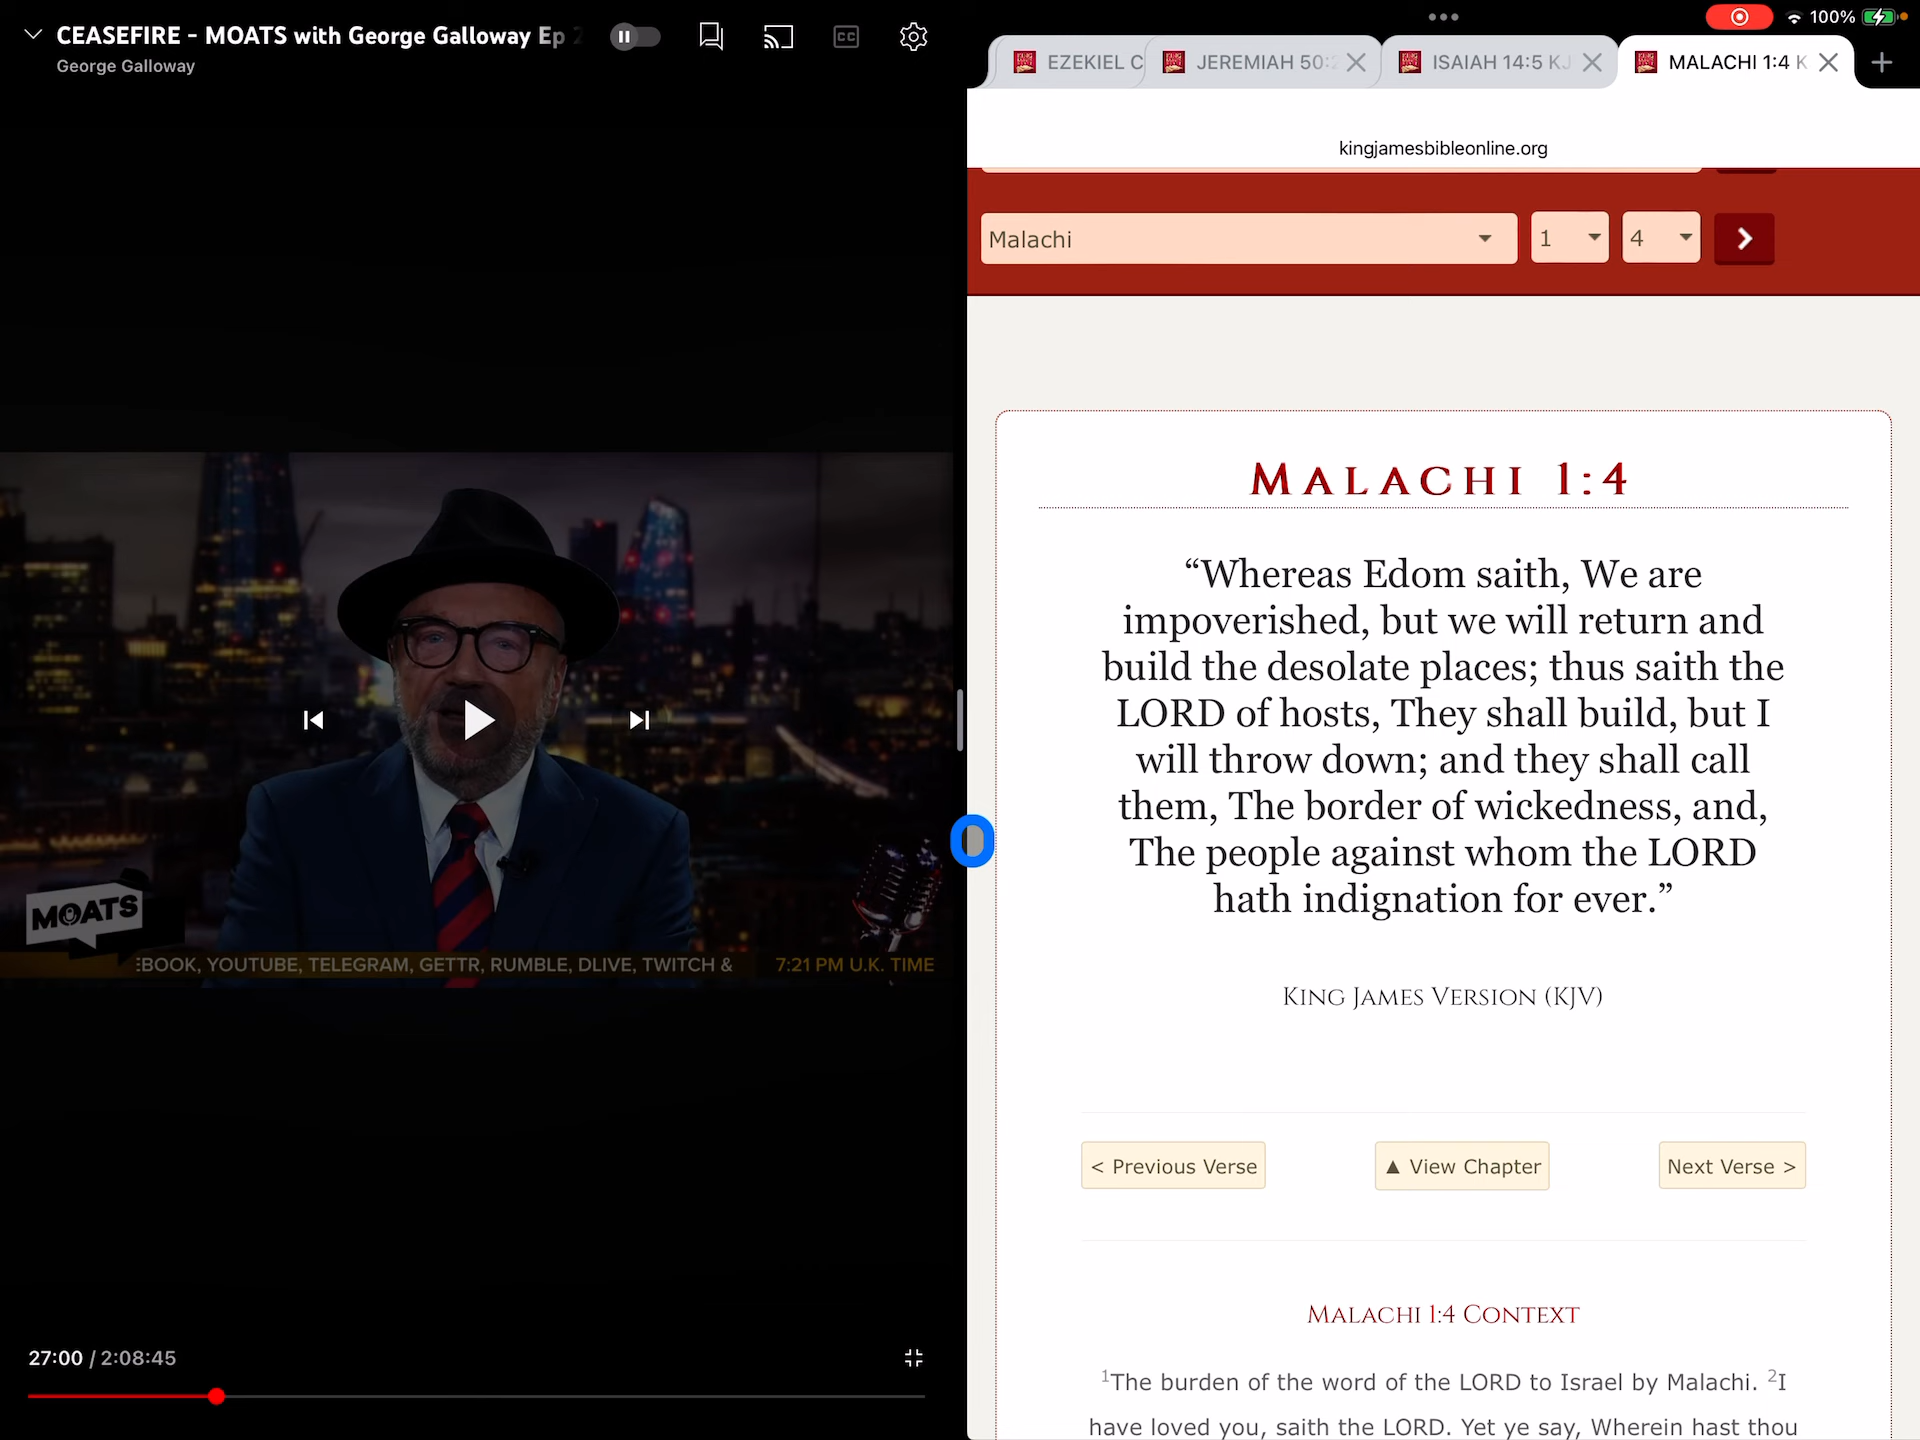 CEASEFIRE - MOATS with George Galloway Ep
George Galloway
CC
MOATS
BOOK, YOUTUBE, TELEGRAM, GETTR, RUMBLE, DLIVE, TWITCH & 7:21 PM U.K. TIME
27:00 / 2:08:45
100%
EZEKIEL C
JEREMIAH 50:2
ISAIAH 14:5 KJ
MALACHI 1:4 K
kingjamesbibleonline.org
Malachi 1 4
MALACHI 1:4
“Whereas Edom saith, We are
impoverished, but we will return and
build the desolate places; thus saith the
LORD of hosts, They shall build, but I
will throw down; and they shall call
them, The border of wickedness, and,
The people against whom the LORD
hath indignation for ever.”
KING JAMES VERSION (KJV)
< Previous Verse
▲ View Chapter
Next Verse >
MALACHI 1:4 CONTEXT
1The burden of the word of the LORD to Israel by Malachi. 2I
have loved you, saith the LORD. Yet ye say, Wherein hast thou